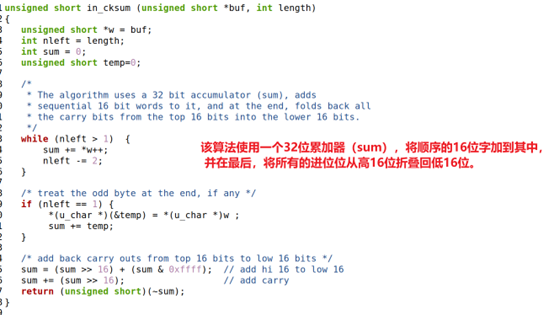 unsigned short in_cksum (unsigned short *buf, int length)
{
unsigned short *w = buf;
int nleft = length;
int sum = 0;
unsigned short temp=0;
/*
* The algorithm uses a 32 bit accumulator (sum), adds
* sequential 16 bit words to it, and at the end, folds back all
* the carry bits from the top 16 bits into the lower 16 bits.
*/
while (nleft > 1) {
sum += *w++;
nleft -= 2;
}
该算法使用一个32位累加器（sum），将顺序的16位字加到其中，
并在最后，将所有的进位位从高16位折叠回低16位。
/* treat the odd byte at the end, if any */
if (nleft == 1) {
*(u_char *)(&temp) = *(u_char *)w ;
sum += temp;
}
/* add back carry outs from top 16 bits to low 16 bits */
sum = (sum >> 16) + (sum & 0xffff); // add hi 16 to low 16
sum += (sum >> 16); // add carry
return (unsigned short)(~sum);
}